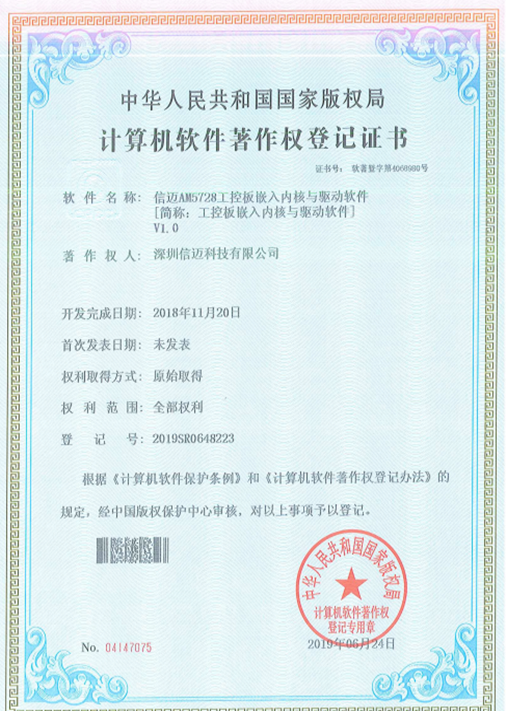 中华人民共和国国家版权局
计算机软件著作权登记证书
证书号: 软著登字第4068980号
软件名称: 信迈AM5728工控板嵌入内核与驱动软件
[简称: 工控板嵌入内核与驱动软件]
V1.0
著作权人: 深圳信迈科技有限公司
开发完成日期: 2018年11月20日
首次发表日期: 未发表
权利取得方式: 原始取得
权利范围: 全部权利
登记号: 2019SR0648223
根据《计算机软件保护条例》和《计算机软件著作权登记办法》的
规定，经中国版权保护中心审核，对以上事项予以登记。
中华人民共和国国家版权局
计算机软件著作权
登记专用章
No. 04147075
2019年06月24日